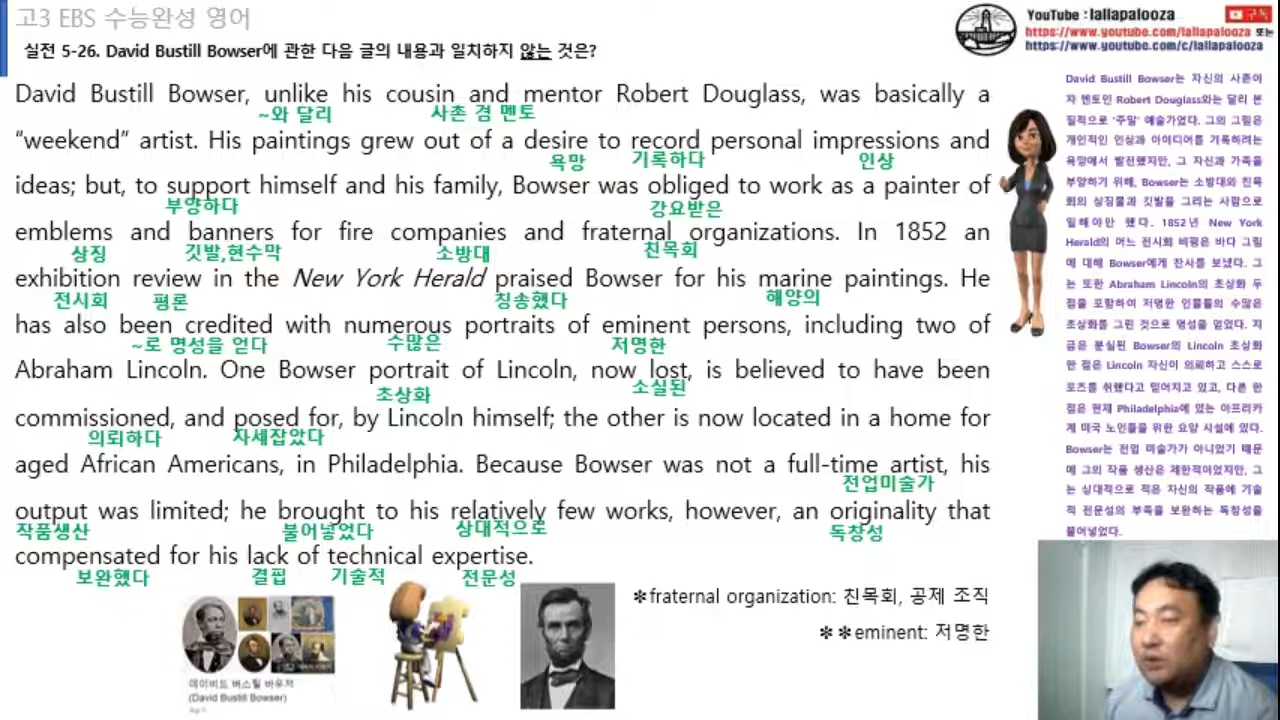 고3 EBS 수능완성 영어
실전 5-26. David Bustill Bowser에 관한 다음 글의 내용과 일치하지 않는 것은?
YouTube : lallapalooza
구독
https://www.youtube.com/lallapalooza 또는
https://www.youtube.com/c/lallapalooza
David Bustill Bowser, unlike his cousin and mentor Robert Douglass, was basically a
~와 달리 사촌 겸 멘토
“weekend” artist. His paintings grew out of a desire to record personal impressions and
욕망 기록하다 인상
ideas; but, to support himself and his family, Bowser was obliged to work as a painter of
부양하다 강요받은
emblems and banners for fire companies and fraternal organizations. In 1852 an
상징 깃발,현수막 소방대 친목회
exhibition review in the New York Herald praised Bowser for his marine paintings. He
전시회 평론 칭송했다 해양의
has also been credited with numerous portraits of eminent persons, including two of
~로 명성을 얻다 수많은 저명한
Abraham Lincoln. One Bowser portrait of Lincoln, now lost, is believed to have been
초상화 소실된
commissioned, and posed for, by Lincoln himself; the other is now located in a home for
의뢰하다 자세잡았다
aged African Americans, in Philadelphia. Because Bowser was not a full-time artist, his
전업미술가
output was limited; he brought to his relatively few works, however, an originality that
작품생산 불어넣었다 상대적으로 독창성
compensated for his lack of technical expertise.
보완했다 결핍 기술적 전문성
✻fraternal organization: 친목회, 공제 조직
✻✻eminent: 저명한
데이비드 버스틸 바우저
(David Bustill Bowser)
David Bustill Bowser는 자신의 사촌이
자 멘토인 Robert Douglass와는 달리 본
질적으로 '주말' 예술가였다. 그의 그림은
개인적인 인상과 아이디어를 기록하려는
욕망에서 발전했지만, 그 자신과 가족을
부양하기 위해, Bowser는 소방대와 친목
회의 상징물과 깃발을 그리는 사람으로
일해야만 했다. 1852년 New York
Herald의 어느 전시회 비평은 바다 그림
에 대해 Bowser에게 찬사를 보냈다. 그
는 또한 Abraham Lincoln의 초상화 두
점을 포함하여 저명한 인물들의 수많은
초상화를 그린 것으로 명성을 얻었다. 지
금은 분실된 Bowser의 Lincoln 초상화
한 점은 Lincoln 자신이 의뢰하고 스스로
포즈를 취했다고 믿어지고 있고, 다른 한
점은 현재 Philadelphia에 있는 아프리카
계 미국 노인들을 위한 요양 시설에 있다.
Bowser는 전업 미술가가 아니었기 때문
에 그의 작품 생산은 제한적이었지만, 그
는 상대적으로 적은 자신의 작품에 기술
적 전문성의 부족을 보완하는 독창성을
불어넣었다.